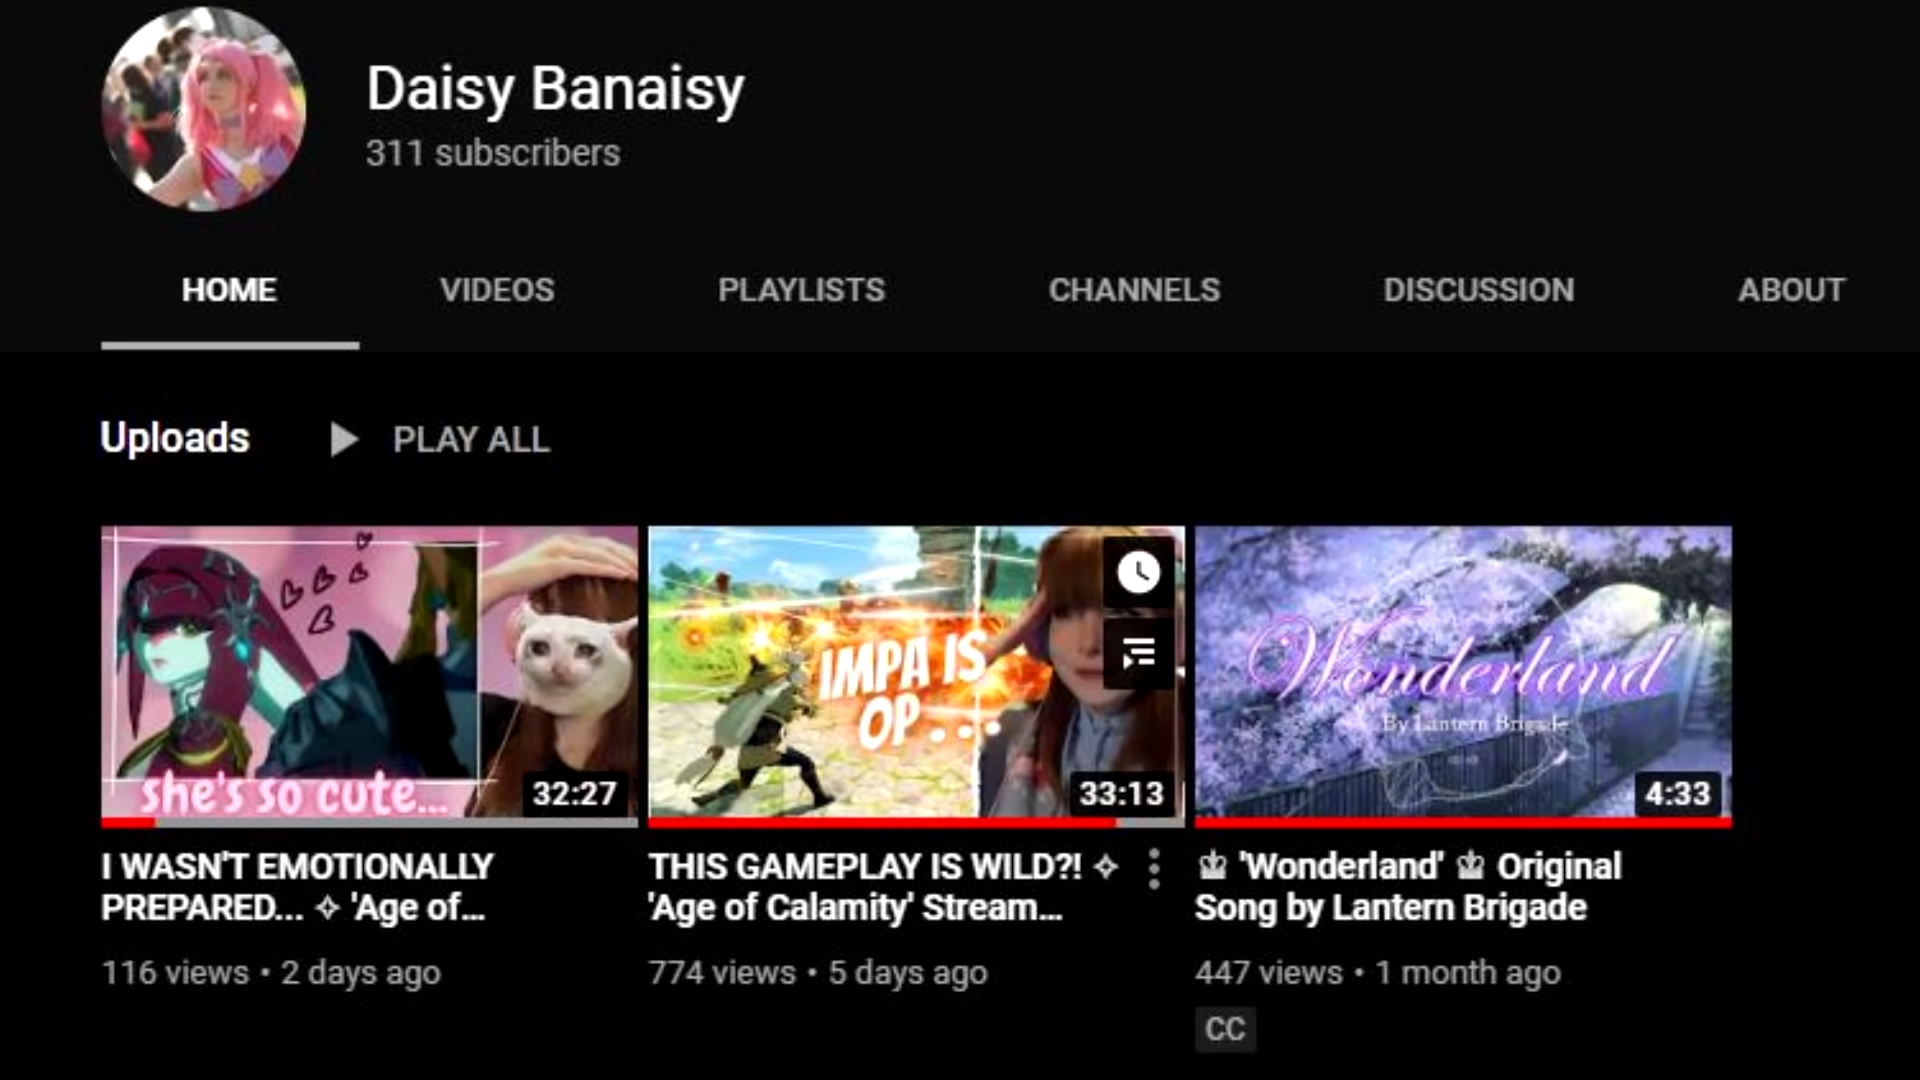 Daisy Banaisy
311 subscribers
HOME VIDEOS PLAYLISTS CHANNELS DISCUSSION ABOUT
Uploads PLAY ALL
she's so cute...
32:27
IMPA IS
OP...
33:13
Wonderland
By Lantern Brigade
4:33
I WASN'T EMOTIONALLY
PREPARED... ✧ 'Age of...
116 views • 2 days ago
THIS GAMEPLAY IS WILD?! ✧
'Age of Calamity' Stream...
774 views • 5 days ago
♚ 'Wonderland' ♚ Original
Song by Lantern Brigade
447 views • 1 month ago
CC